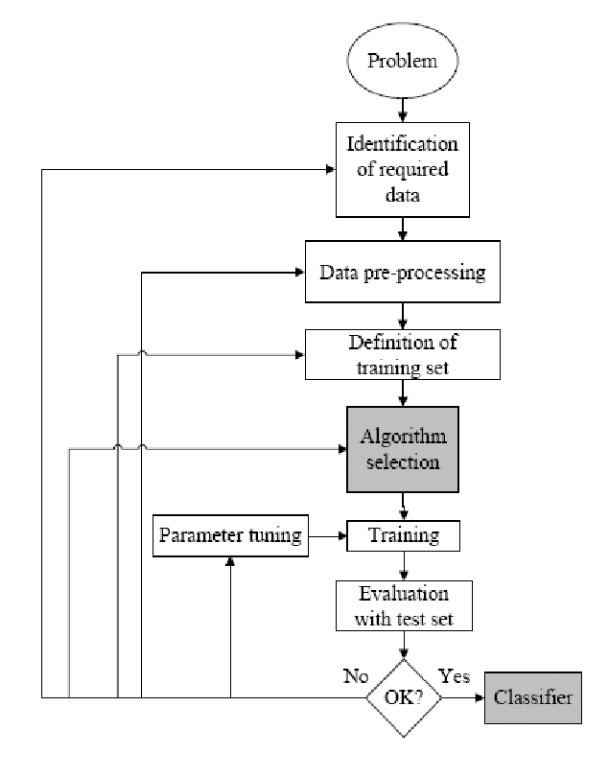 Problem
Identification
of required
data
Data pre-processing
Definition of
training set
Algorithm
selection
Parameter tuning
Training
Evaluation
with test set
No
OK?
Yes
Classifier